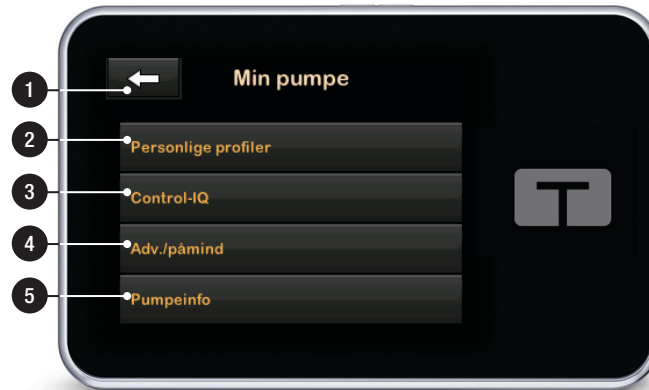 Min pumpe
1
2
Personlige profiler
3
Control-IQ
4
Adv./påmind
5
Pumpeinfo
T